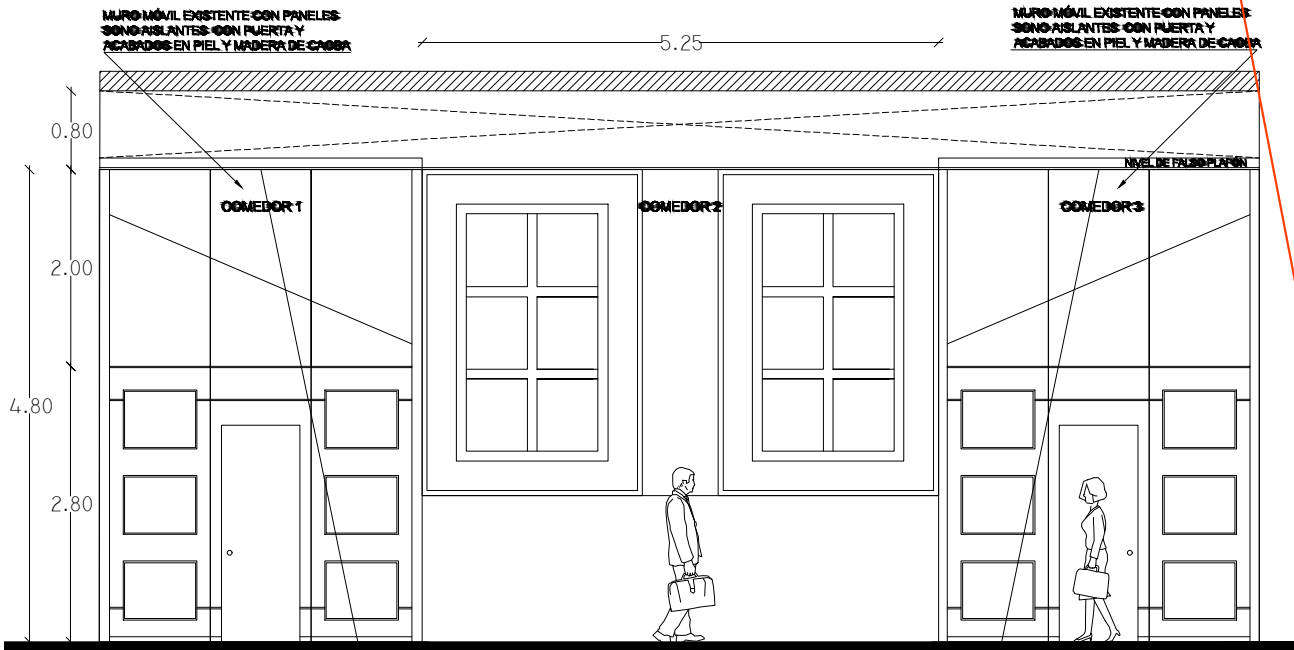 MURO MÓVIL EXISTENTE CON PANELES
SONO AISLANTES CON PUERTA Y
ACABADOS EN PIEL Y MADERA DE CAOBA
MURO MÓVIL EXISTENTE CON PANELES
SONO AISLANTES CON PUERTA Y
ACABADOS EN PIEL Y MADERA DE CAOBA
5.25
0.80
NIVEL DE FALSO PLAFÓN
COMEDOR 1
COMEDOR 2
COMEDOR 3
2.00
4.80
2.80